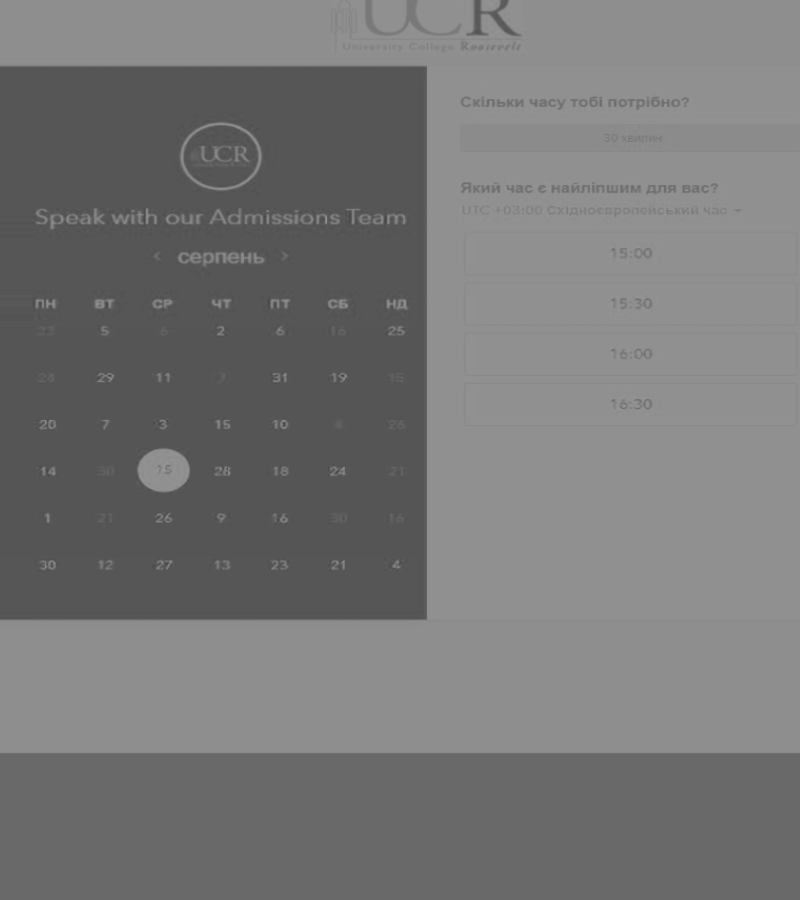 UCR
University College Roosevelt
UCR
Speak with our Admissions Team
‹ серпень ›
ПН ВТ СР ЧТ ПТ СБ НД
23 5 6 2 6 16 25
28 29 11 7 31 19 15
20 7 3 15 10 26
14 30 15 28 18 24 21
1 21 26 9 16 30 16
30 12 27 13 23 21 4
Скільки часу тобі потрібно?
30 хвилин
Який час є найліпшим для вас?
UTC +03:00 Східноєвропейський час
15:00
15:30
16:00
16:30